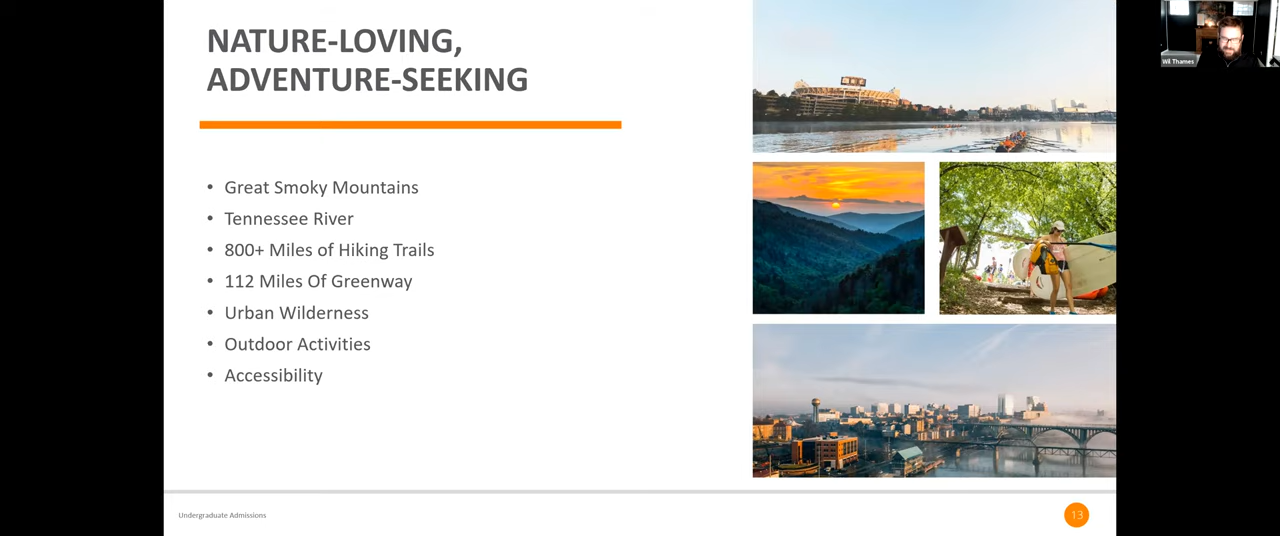 NATURE-LOVING,
ADVENTURE-SEEKING
• Great Smoky Mountains
• Tennessee River
• 800+ Miles of Hiking Trails
• 112 Miles Of Greenway
• Urban Wilderness
• Outdoor Activities
• Accessibility
Undergraduate Admissions
13
Wil Thames